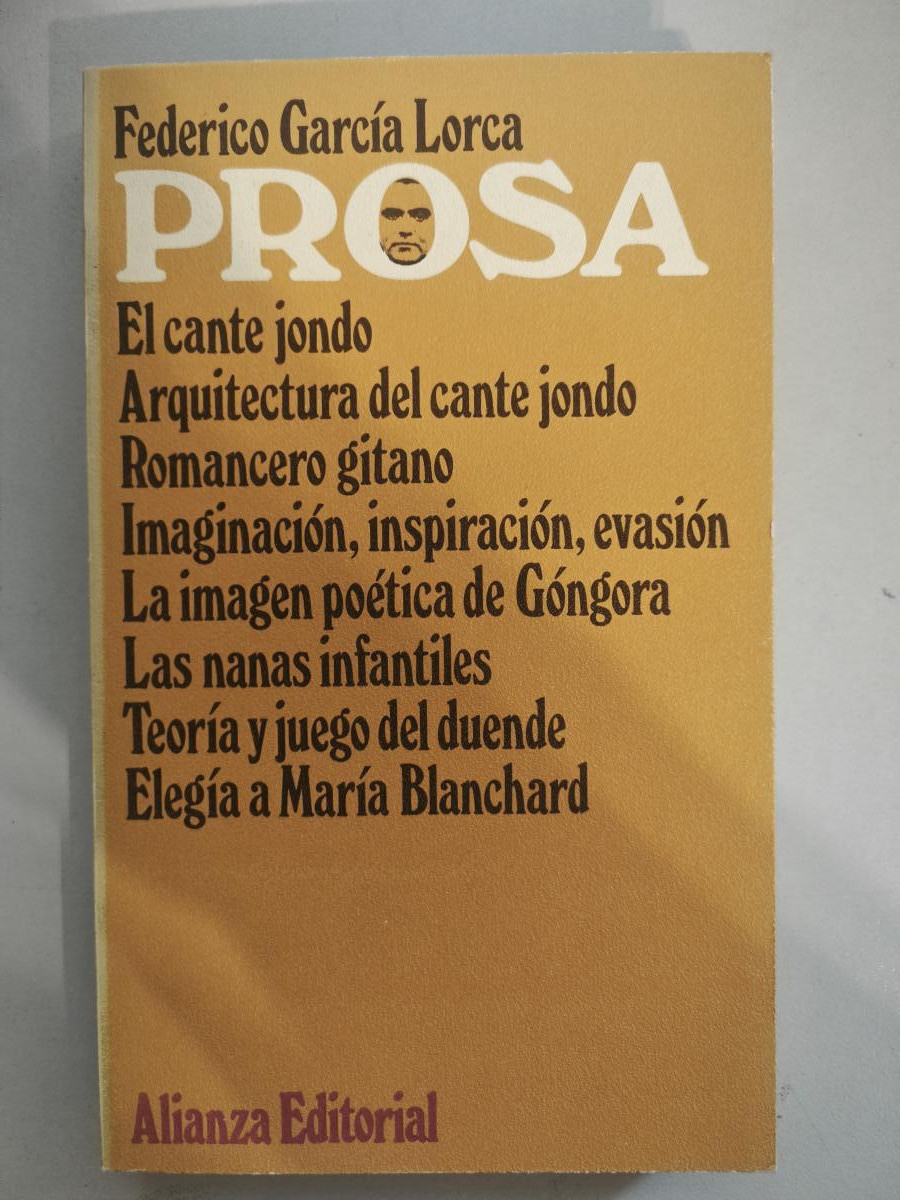 Federico García Lorca
PROSA
El cante jondo
Arquitectura del cante jondo
Romancero gitano
Imaginación, inspiración, evasión
La imagen poética de Góngora
Las nanas infantiles
Teoría y juego del duende
Elegía a María Blanchard
Alianza Editorial